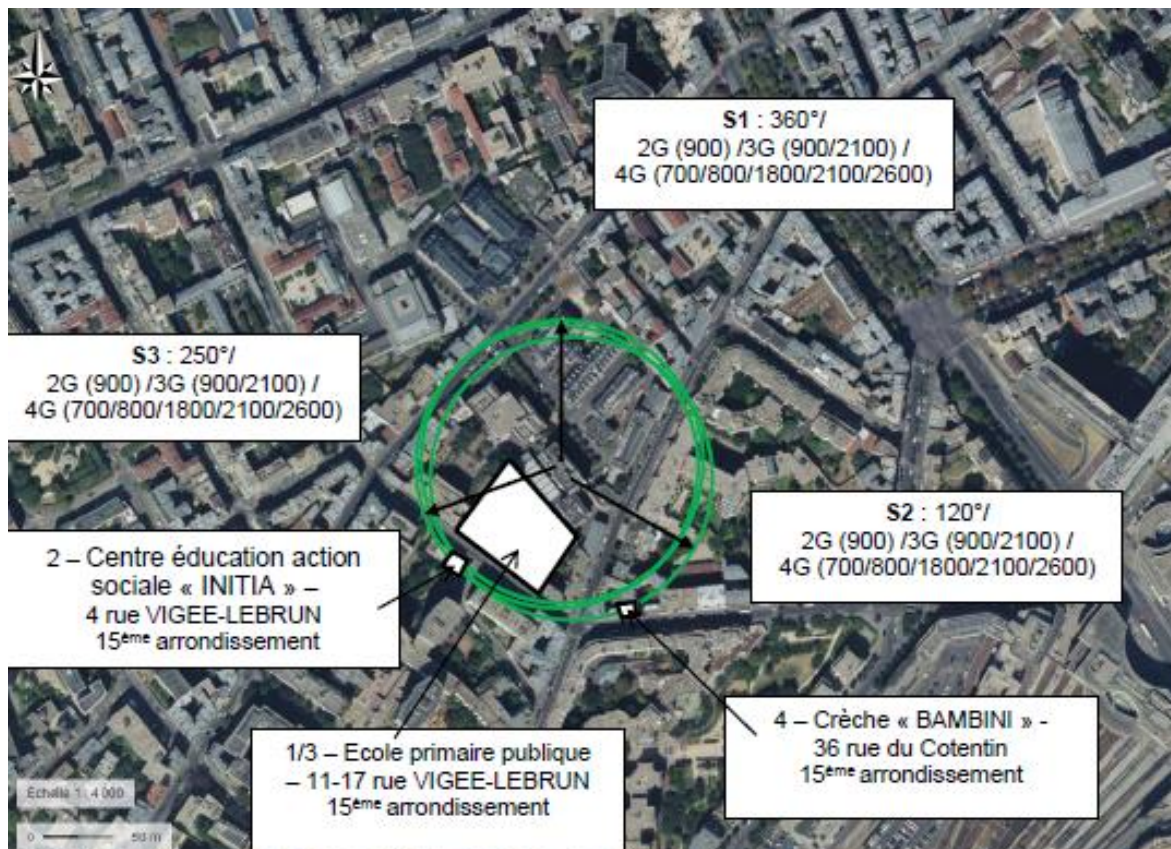 S1 : 360°/
2G (900) /3G (900/2100) /
4G (700/800/1800/2100/2600)
S3 : 250°/
2G (900) /3G (900/2100) /
4G (700/800/1800/2100/2600)
S2 : 120°/
2G (900) /3G (900/2100) /
4G (700/800/1800/2100/2600)
2 – Centre éducation action
sociale « INITIA » –
4 rue VIGEE-LEBRUN
15ème arrondissement
1/3 – Ecole primaire publique
– 11-17 rue VIGEE-LEBRUN
15ème arrondissement
4 – Crèche « BAMBINI » -
36 rue du Cotentin
15ème arrondissement
Echelle 1 : 4 000
0 50 m